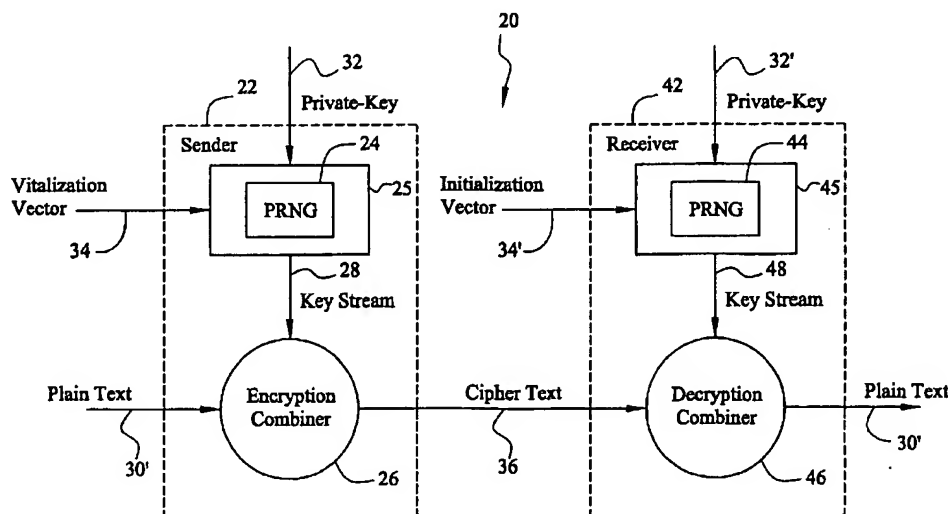 20
32
32'
22
Private-Key
42
Private-Key
Sender
24
Receiver
44
Vitalization
Vector
25
Initialization
Vector
45
PRNG
PRNG
34
34'
28
48
Key Stream
Key Stream
Plain Text
Encryption
Combiner
Cipher Text
Decryption
Combiner
Plain Text
30'
26
36
46
30'